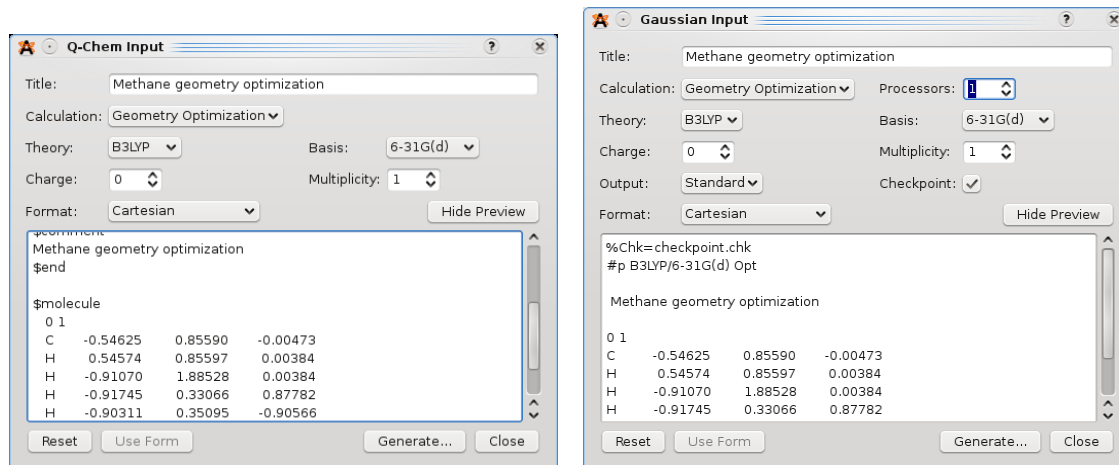 Q-Chem Input ?
Title: Methane geometry optimization
Calculation: Geometry Optimization
Theory: B3LYP Basis: 6-31G(d)
Charge: 0 Multiplicity: 1
Format: Cartesian Hide Preview
$comment
Methane geometry optimization
$end
$molecule
0 1
C -0.54625 0.85590 -0.00473
H 0.54574 0.85597 0.00384
H -0.91070 1.88528 0.00384
H -0.91745 0.33066 0.87782
H -0.90311 0.35095 -0.90566
Reset Use Form Generate... Close
Gaussian Input ?
Title: Methane geometry optimization
Calculation: Geometry Optimization Processors: 1
Theory: B3LYP Basis: 6-31G(d)
Charge: 0 Multiplicity: 1
Output: Standard Checkpoint:
Format: Cartesian Hide Preview
%Chk=checkpoint.chk
#p B3LYP/6-31G(d) Opt
Methane geometry optimization
0 1
C -0.54625 0.85590 -0.00473
H 0.54574 0.85597 0.00384
H -0.91070 1.88528 0.00384
H -0.91745 0.33066 0.87782
Reset Use Form Generate... Close